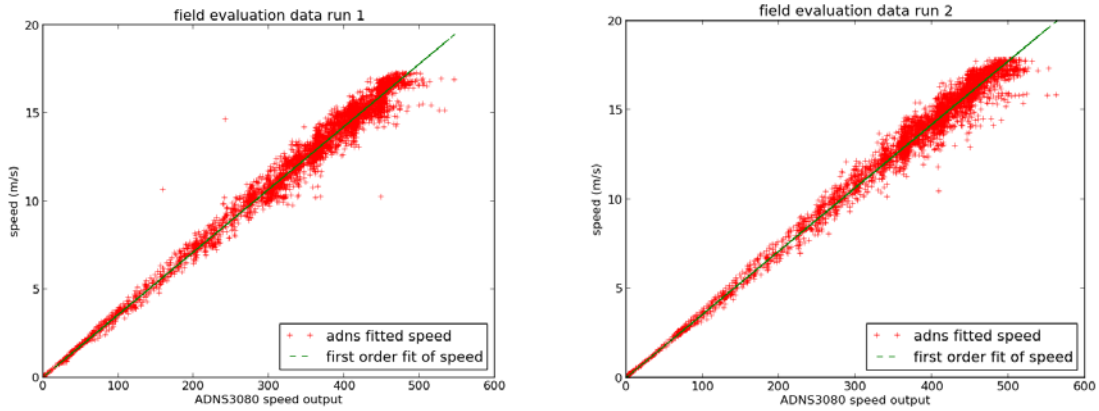 field evaluation data run 1
20
15
10
5
0
speed (m/s)
0 100 200 300 400 500 600
ADNS3080 speed output
adns fitted speed
first order fit of speed
field evaluation data run 2
20
15
10
5
0
speed (m/s)
0 100 200 300 400 500 600
ADNS3080 speed output
adns fitted speed
first order fit of speed